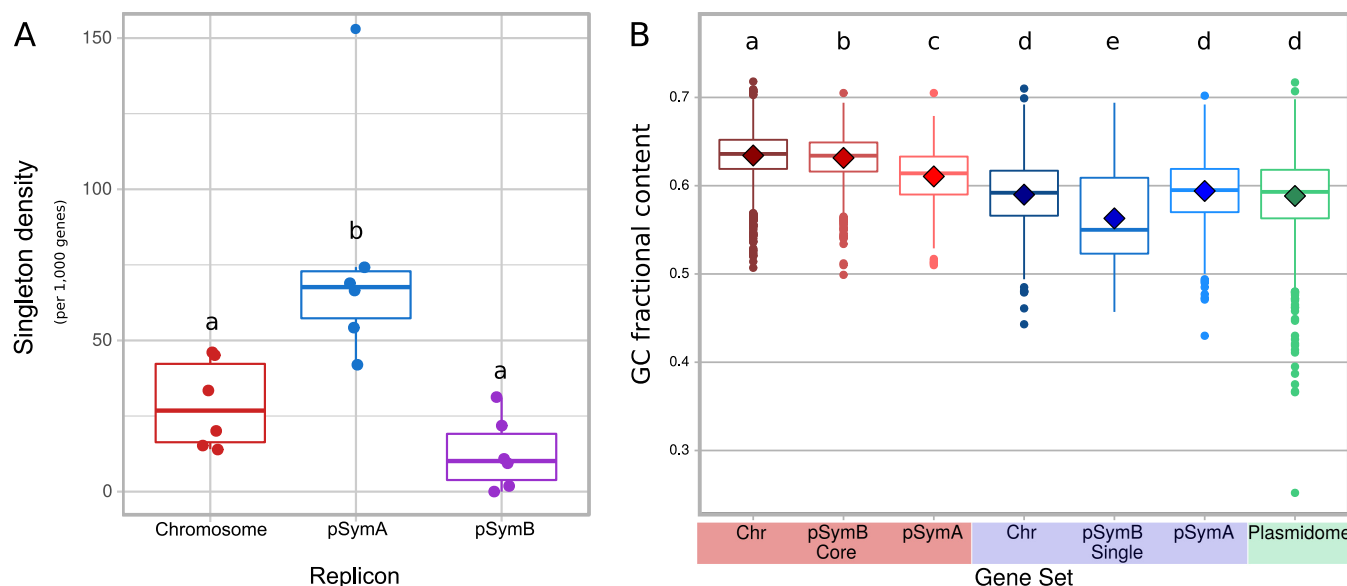 A
Singleton density
(per 1,000 genes)
150
100
50
0
a
b
a
Chromosome
pSymA
pSymB
Replicon
B
GC fractional content
0.7
0.6
0.5
0.4
0.3
a
b
c
d
e
d
d
Chr
pSymB
pSymA
Chr
pSymB
pSymA
Plasmidome
Core
Single
Gene Set